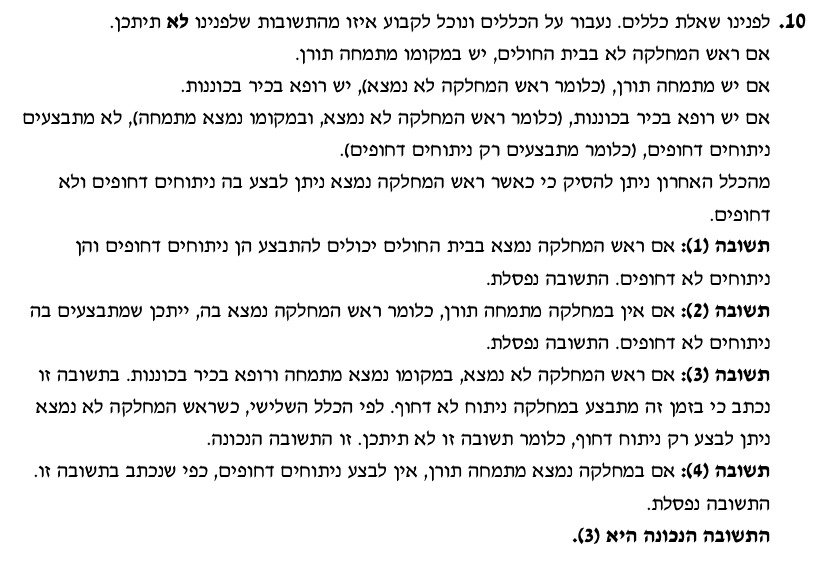 10. לפנינו שאלת כללים. נעבור על הכללים ונוכל לקבוע איזו מהתשובות שלפנינו לא תיתכן.
אם ראש המחלקה לא בבית החולים, יש במקומו מתמחה תורן.
אם יש מתמחה תורן, (כלומר ראש המחלקה לא נמצא), יש רופא בכיר בכוננות.
אם יש רופא בכיר בכוננות, (כלומר ראש המחלקה לא נמצא, ובמקומו נמצא מתמחה), לא מתבצעים
ניתוחים דחופים, (כלומר מתבצעים רק ניתוחים דחופים).
מהכלל האחרון ניתן להסיק כי כאשר ראש המחלקה נמצא ניתן לבצע בה ניתוחים דחופים ולא
דחופים.
תשובה (1): אם ראש המחלקה נמצא בבית החולים יכולים להתבצע הן ניתוחים דחופים והן
ניתוחים לא דחופים. התשובה נפסלת.
תשובה (2): אם אין במחלקה מתמחה תורן, כלומר ראש המחלקה נמצא בה, ייתכן שמתבצעים בה
ניתוחים לא דחופים. התשובה נפסלת.
תשובה (3): אם ראש המחלקה לא נמצא, במקומו נמצא מתמחה ורופא בכיר בכוננות. בתשובה זו
נכתב כי בזמן זה מתבצע במחלקה ניתוח לא דחוף. לפי הכלל השלישי, כשראש המחלקה לא נמצא
ניתן לבצע רק ניתוח דחוף, כלומר תשובה זו לא תיתכן. זו התשובה הנכונה.
תשובה (4): אם במחלקה נמצא מתמחה תורן, אין לבצע ניתוחים דחופים, כפי שנכתב בתשובה זו.
התשובה נפסלת.
התשובה הנכונה היא (3).